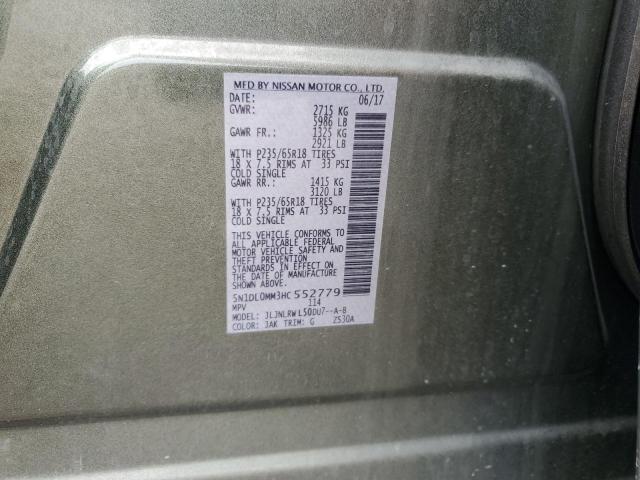 MFD BY NISSAN MOTOR CO., LTD.
DATE: 06/17
GVWR: 2715 KG
5986 LB
GAWR FR.: 1325 KG
2921 LB
WITH P235/65R18 TIRES
18 X 7.5 RIMS AT 33 PSI
COLD SINGLE
GAWR RR.: 1415 KG
3120 LB
WITH P235/65R18 TIRES
18 X 7.5 RIMS AT 33 PSI
COLD SINGLE
THIS VEHICLE CONFORMS TO
ALL APPLICABLE FEDERAL
MOTOR VEHICLE SAFETY AND
THEFT PREVENTION
STANDARDS IN EFFECT ON
THE DATE OF MANUFACTURE
SHOWN ABOVE.
5N1DL0MM3HC552779
MPV 114
MODEL: JLJNLRWL50DU7--A-B
COLOR: JAK TRIM: G ZS30A